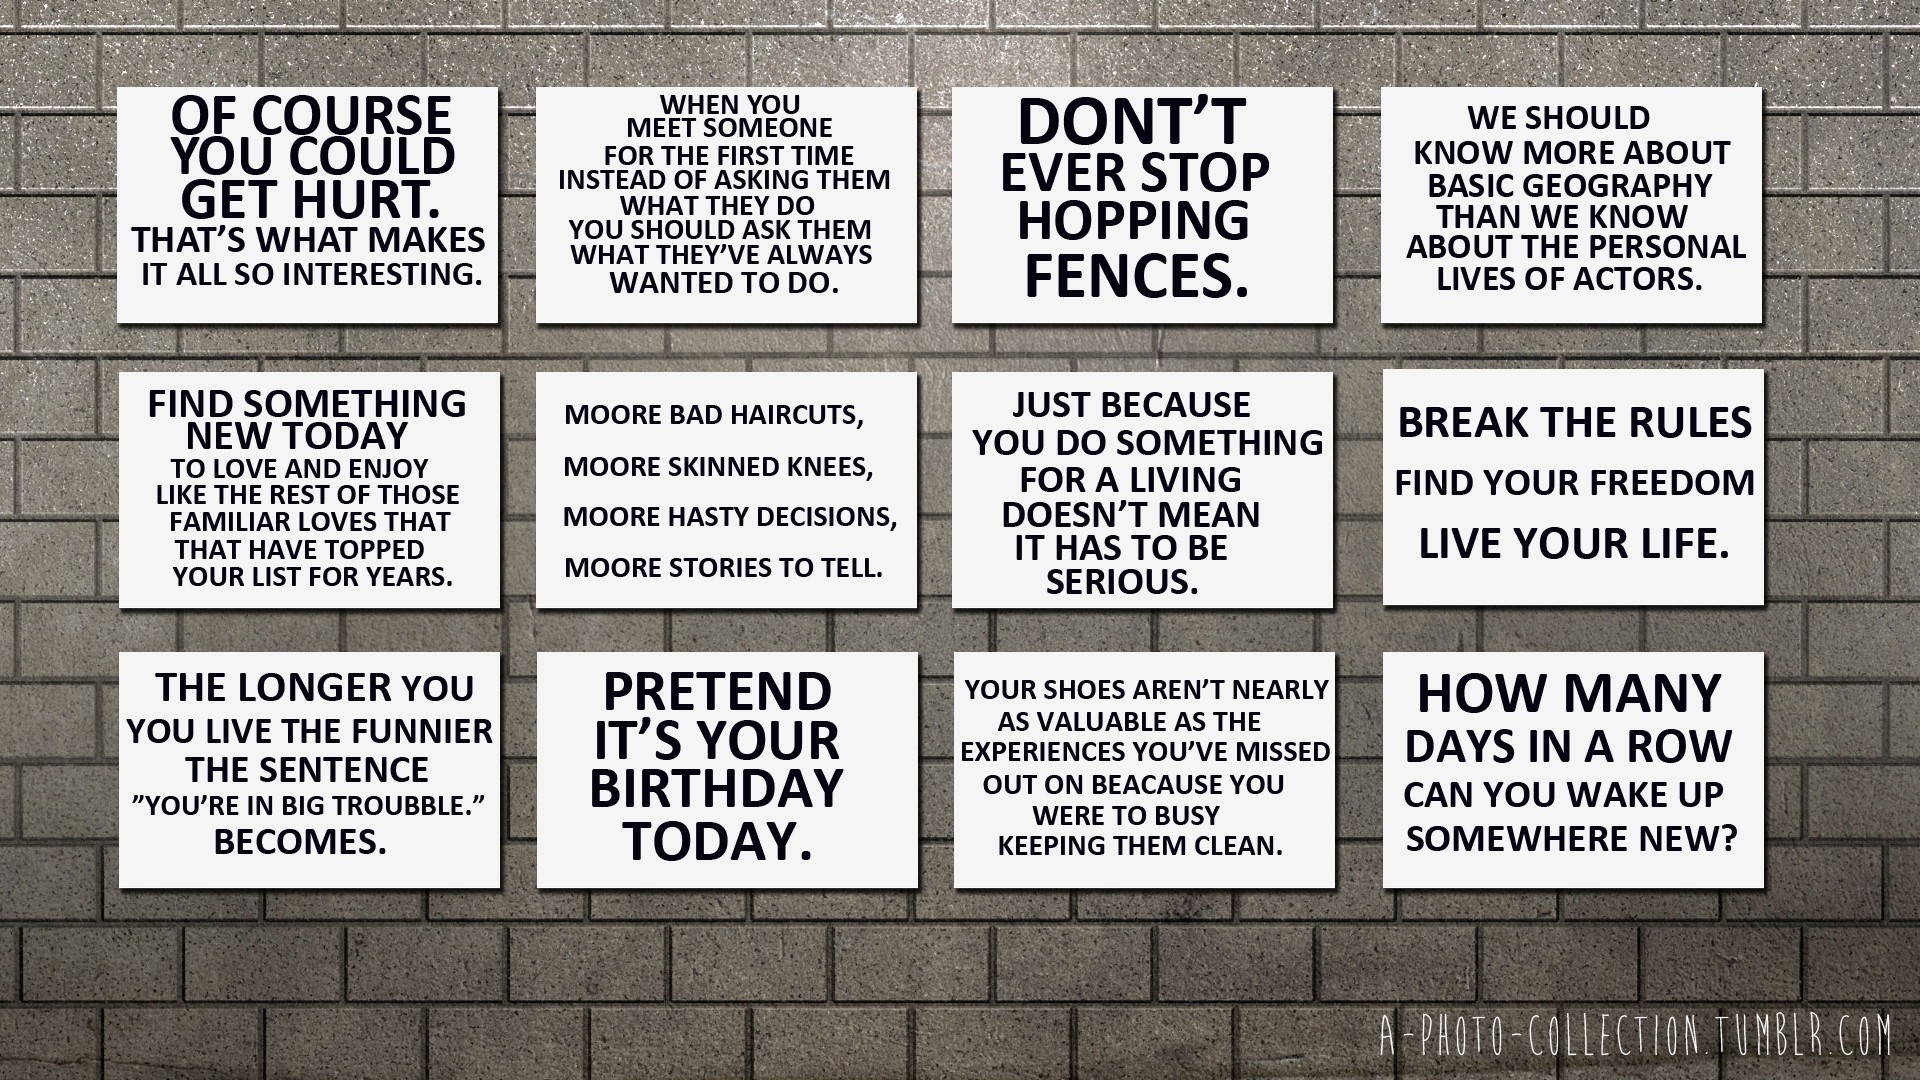 OF COURSE
YOU COULD
GET HURT.
THAT'S WHAT MAKES
IT ALL SO INTERESTING.
WHEN YOU
MEET SOMEONE
FOR THE FIRST TIME
INSTEAD OF ASKING THEM
WHAT THEY DO
YOU SHOULD ASK THEM
WHAT THEY'VE ALWAYS
WANTED TO DO.
DONT'T
EVER STOP
HOPPING
FENCES.
WE SHOULD
KNOW MORE ABOUT
BASIC GEOGRAPHY
THAN WE KNOW
ABOUT THE PERSONAL
LIVES OF ACTORS.
FIND SOMETHING
NEW TODAY
TO LOVE AND ENJOY
LIKE THE REST OF THOSE
FAMILIAR LOVES THAT
THAT HAVE TOPPED
YOUR LIST FOR YEARS.
MOORE BAD HAIRCUTS,
MOORE SKINNED KNEES,
MOORE HASTY DECISIONS,
MOORE STORIES TO TELL.
JUST BECAUSE
YOU DO SOMETHING
FOR A LIVING
DOESN'T MEAN
IT HAS TO BE
SERIOUS.
BREAK THE RULES
FIND YOUR FREEDOM
LIVE YOUR LIFE.
THE LONGER YOU
YOU LIVE THE FUNNIER
THE SENTENCE
”YOU'RE IN BIG TROUBBLE.”
BECOMES.
PRETEND
IT'S YOUR
BIRTHDAY
TODAY.
YOUR SHOES AREN'T NEARLY
AS VALUABLE AS THE
EXPERIENCES YOU'VE MISSED
OUT ON BEACAUSE YOU
WERE TO BUSY
KEEPING THEM CLEAN.
HOW MANY
DAYS IN A ROW
CAN YOU WAKE UP
SOMEWHERE NEW?
A-PHOTO-COLLECTION.TUMBLR.COM